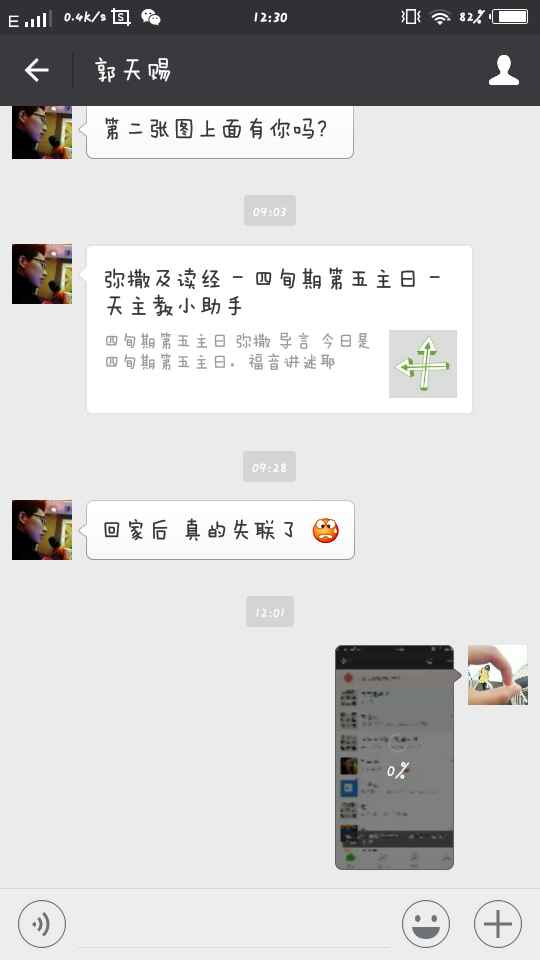 E 0.4k/s S 12:30 82%
郭天赐
第二张图上面有你吗?
09:03
弥撒及读经 - 四旬期第五主日 -
天主教小助手
四旬期第五主日 弥撒 导言 今日是
四旬期第五主日。福音讲述耶
09:28
回家后 真的失联了
12:01
0%